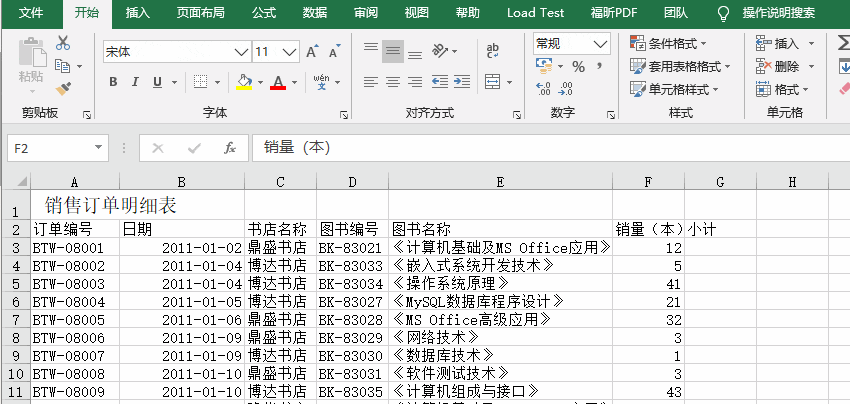 文件 开始 插入 页面布局 公式 数据 审阅 视图 帮助 Load Test 福昕PDF 团队 操作说明搜索
粘贴 宋体 11 A A ab 常规 条件格式 插入
B I U A wén 文 % , 套用表格格式 删除
单元格样式 格式
剪贴板 字体 对齐方式 数字 样式 单元格
F2 fx 销量(本)
A B C D E F G H
1 销售订单明细表
2 订单编号 日期 书店名称 图书编号 图书名称 销量(本) 小计
3 BTW-08001 2011-01-02 鼎盛书店 BK-83021 《计算机基础及MS Office应用》 12
4 BTW-08002 2011-01-04 博达书店 BK-83033 《嵌入式系统开发技术》 5
5 BTW-08003 2011-01-04 博达书店 BK-83034 《操作系统原理》 41
6 BTW-08004 2011-01-05 博达书店 BK-83027 《MySQL数据库程序设计》 21
7 BTW-08005 2011-01-06 鼎盛书店 BK-83028 《MS Office高级应用》 32
8 BTW-08006 2011-01-09 鼎盛书店 BK-83029 《网络技术》 3
9 BTW-08007 2011-01-09 博达书店 BK-83030 《数据库技术》 1
10 BTW-08008 2011-01-10 鼎盛书店 BK-83031 《软件测试技术》 3
11 BTW-08009 2011-01-10 博达书店 BK-83035 《计算机组成与接口》 43